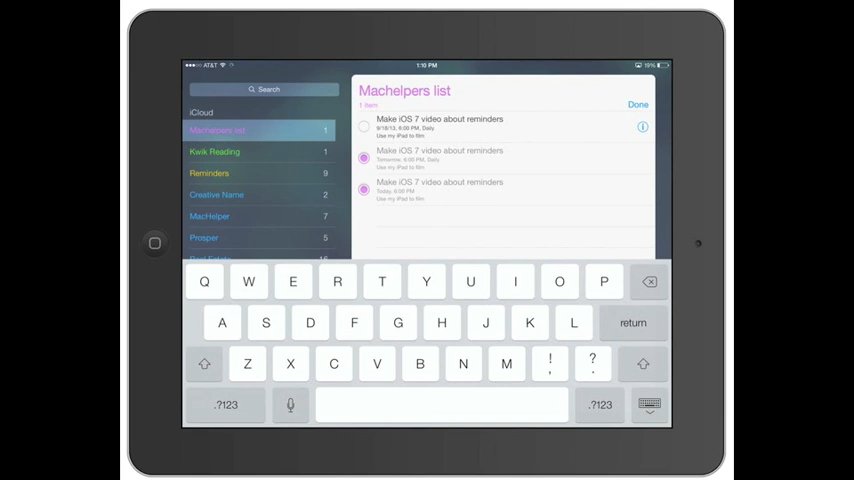 AT&T
1:10 PM
19%
Search
iCloud
Machelpers list 1
Kwik Reading 1
Reminders 9
Creative Name 2
MacHelper 7
Prosper 5
Real Estate 16
Machelpers list
1 item
Done
Make iOS 7 video about reminders
9/18/13, 6:00 PM, Daily
Use my iPad to film
Make iOS 7 video about reminders
Tomorrow, 6:00 PM, Daily
Use my iPad to film
Make iOS 7 video about reminders
Today, 6:00 PM
Use my iPad to film
Q W E R T Y U I O P
A S D F G H J K L return
Z X C V B N M ! , ? .
.?123 .?123